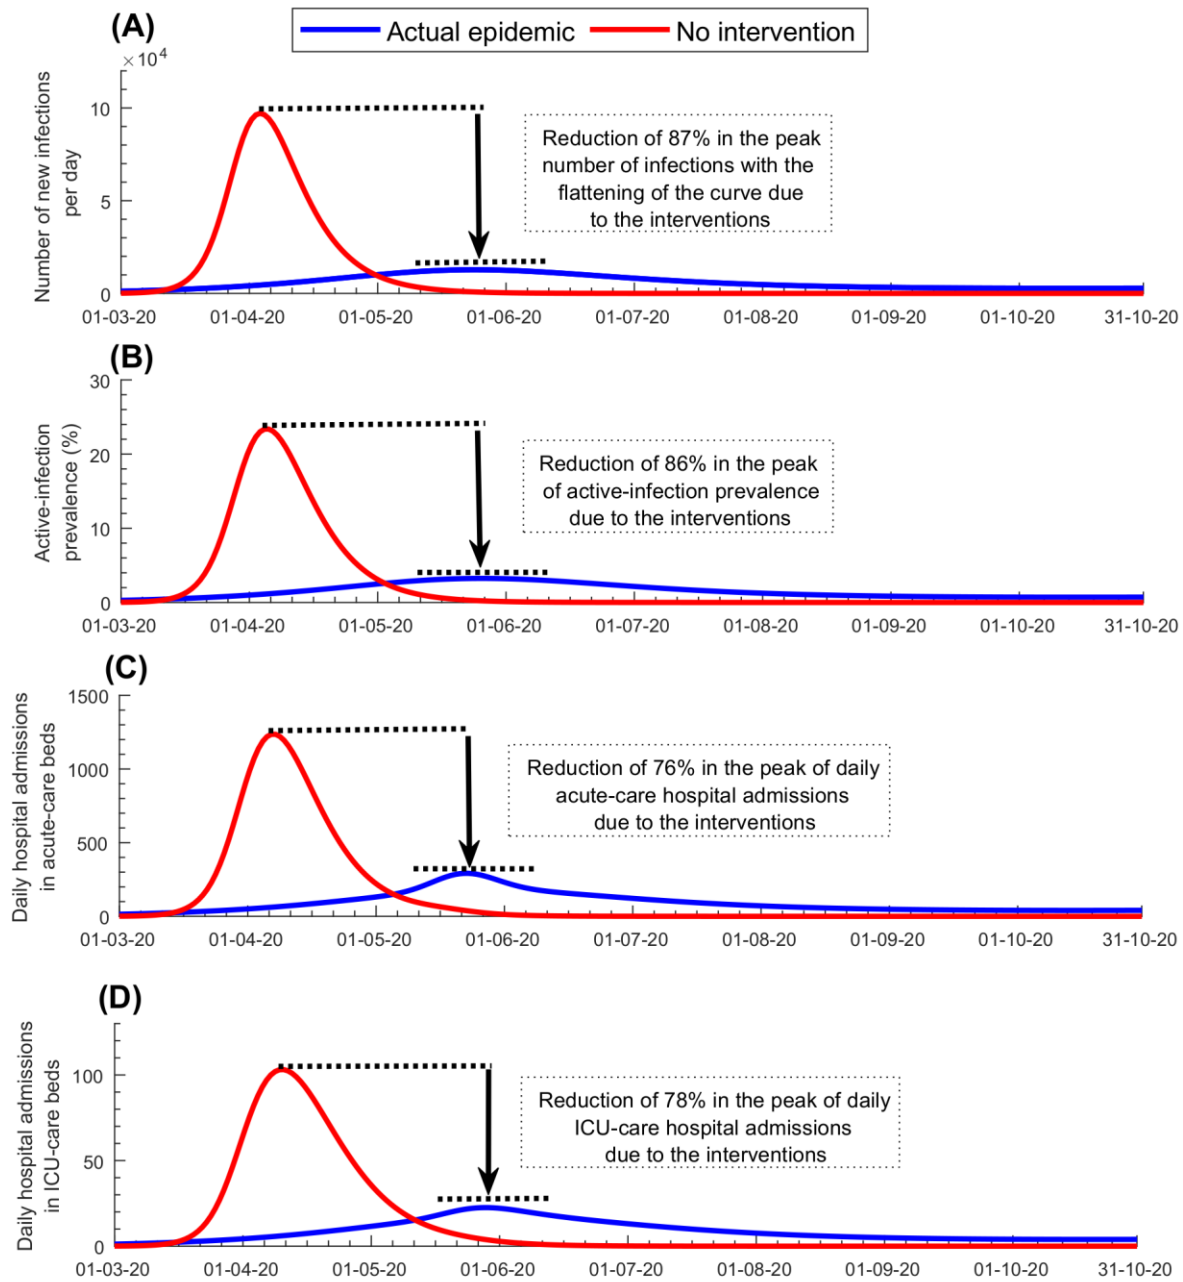 (A)
Actual epidemic
No intervention
×10⁴
Number of new infections
per day
10
5
0
Reduction of 87% in the peak
number of infections with the
flattening of the curve due
to the interventions
01-03-20 01-04-20 01-05-20 01-06-20 01-07-20 01-08-20 01-09-20 01-10-20 31-10-20
(B)
Active-infection
prevalence (%)
30
20
10
0
Reduction of 86% in the peak
of active-infection prevalence
due to the interventions
01-03-20 01-04-20 01-05-20 01-06-20 01-07-20 01-08-20 01-09-20 01-10-20 31-10-20
(C)
Daily hospital admissions
in acute-care beds
1500
1000
500
0
Reduction of 76% in the peak of daily
acute-care hospital admissions
due to the interventions
01-03-20 01-04-20 01-05-20 01-06-20 01-07-20 01-08-20 01-09-20 01-10-20 31-10-20
(D)
Daily hospital admissions
in ICU-care beds
100
50
0
Reduction of 78% in the peak of daily
ICU-care hospital admissions
due to the interventions
01-03-20 01-04-20 01-05-20 01-06-20 01-07-20 01-08-20 01-09-20 01-10-20 31-10-20